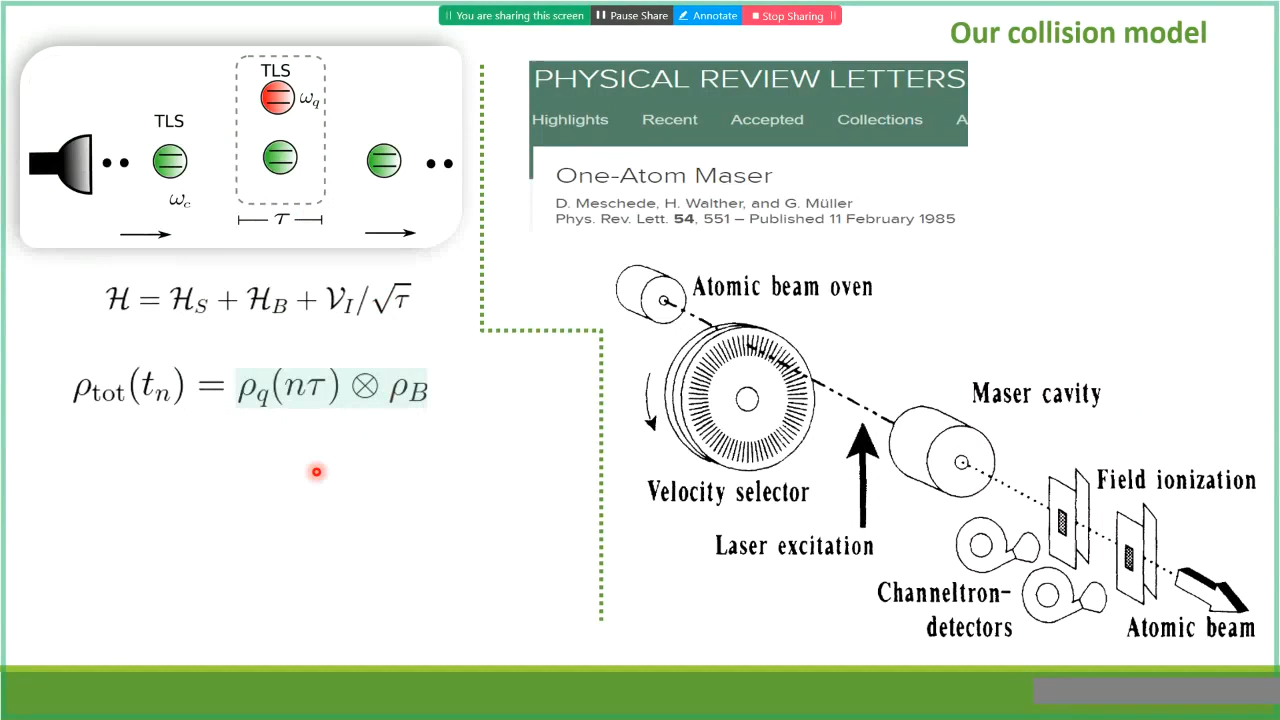 You are sharing this screen
Pause Share
Annotate
Stop Sharing
Our collision model
TLS
ω_q
TLS
ω_c
τ
ℋ = ℋ_S + ℋ_B + 𝒱_I/√τ
ρ_tot(t_n) = ρ_q(nτ) ⊗ ρ_B
PHYSICAL REVIEW LETTERS
Highlights Recent Accepted Collections A
One-Atom Maser
D. Meschede, H. Walther, and G. Müller
Phys. Rev. Lett. 54, 551 – Published 11 February 1985
Atomic beam oven
Maser cavity
Velocity selector
Field ionization
Laser excitation
Channeltron-
detectors
Atomic beam